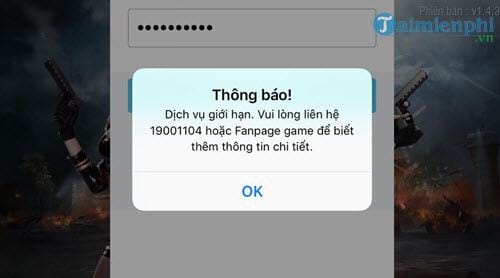 Phiên bản : v1.4.3
Taimienphi
.vn
••••••••••
Thông báo!
Dịch vụ giới hạn. Vui lòng liên hệ
19001104 hoặc Fanpage game để biết
thêm thông tin chi tiết.
OK